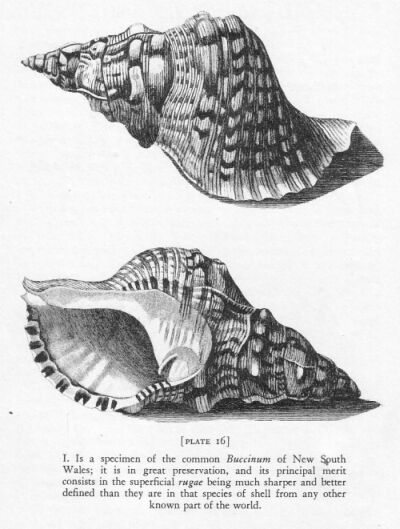 [PLATE 16]
I. Is a specimen of the common Buccinum of New South
Wales; it is in great preservation, and its principal merit
consists in the superficial rugae being much sharper and better
defined than they are in that species of shell from any other
known part of the world.